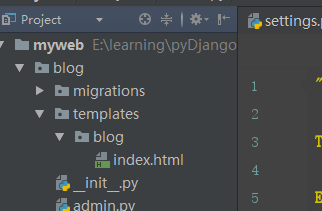 Project
settings.p
myweb E:\learning\pyDjango
blog
migrations
templates
blog
index.html
__init__.py
admin.py
1
2
3
4
5
"
T
E